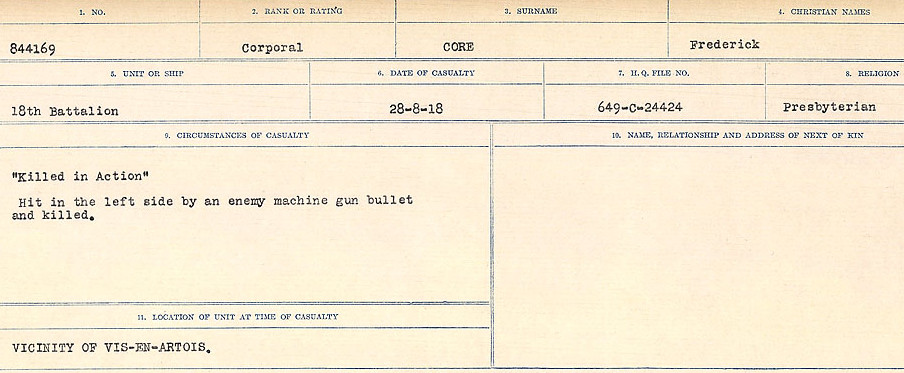 1. NO. 2. RANK OR RATING 3. SURNAME 4. CHRISTIAN NAMES
844169 Corporal CORE Frederick
5. UNIT OR SHIP 6. DATE OF CASUALTY 7. H.Q. FILE NO. 8. RELIGION
18th Battalion 28-8-18 649-C-24424 Presbyterian
9. CIRCUMSTANCES OF CASUALTY
"Killed in Action"
Hit in the left side by an enemy machine gun bullet
and killed.
10. NAME, RELATIONSHIP AND ADDRESS OF NEXT OF KIN
11. LOCATION OF UNIT AT TIME OF CASUALTY
VICINITY OF VIS-EN-ARTOIS.